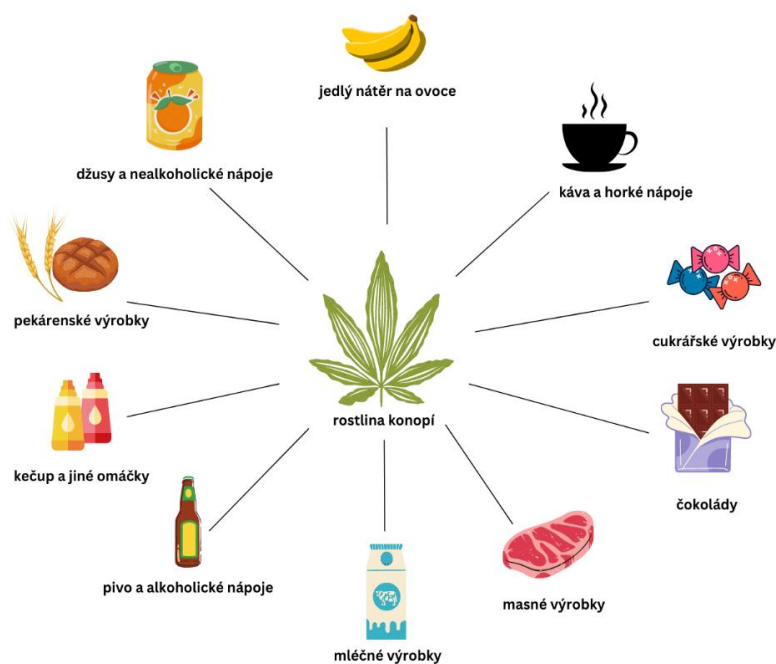 jedlý nátěr na ovoce
džusy a nealkoholické nápoje
káva a horké nápoje
pekárenské výrobky
cukrářské výrobky
rostlina konopí
kečup a jiné omáčky
čokolády
pivo a alkoholické nápoje
masné výrobky
mléčné výrobky